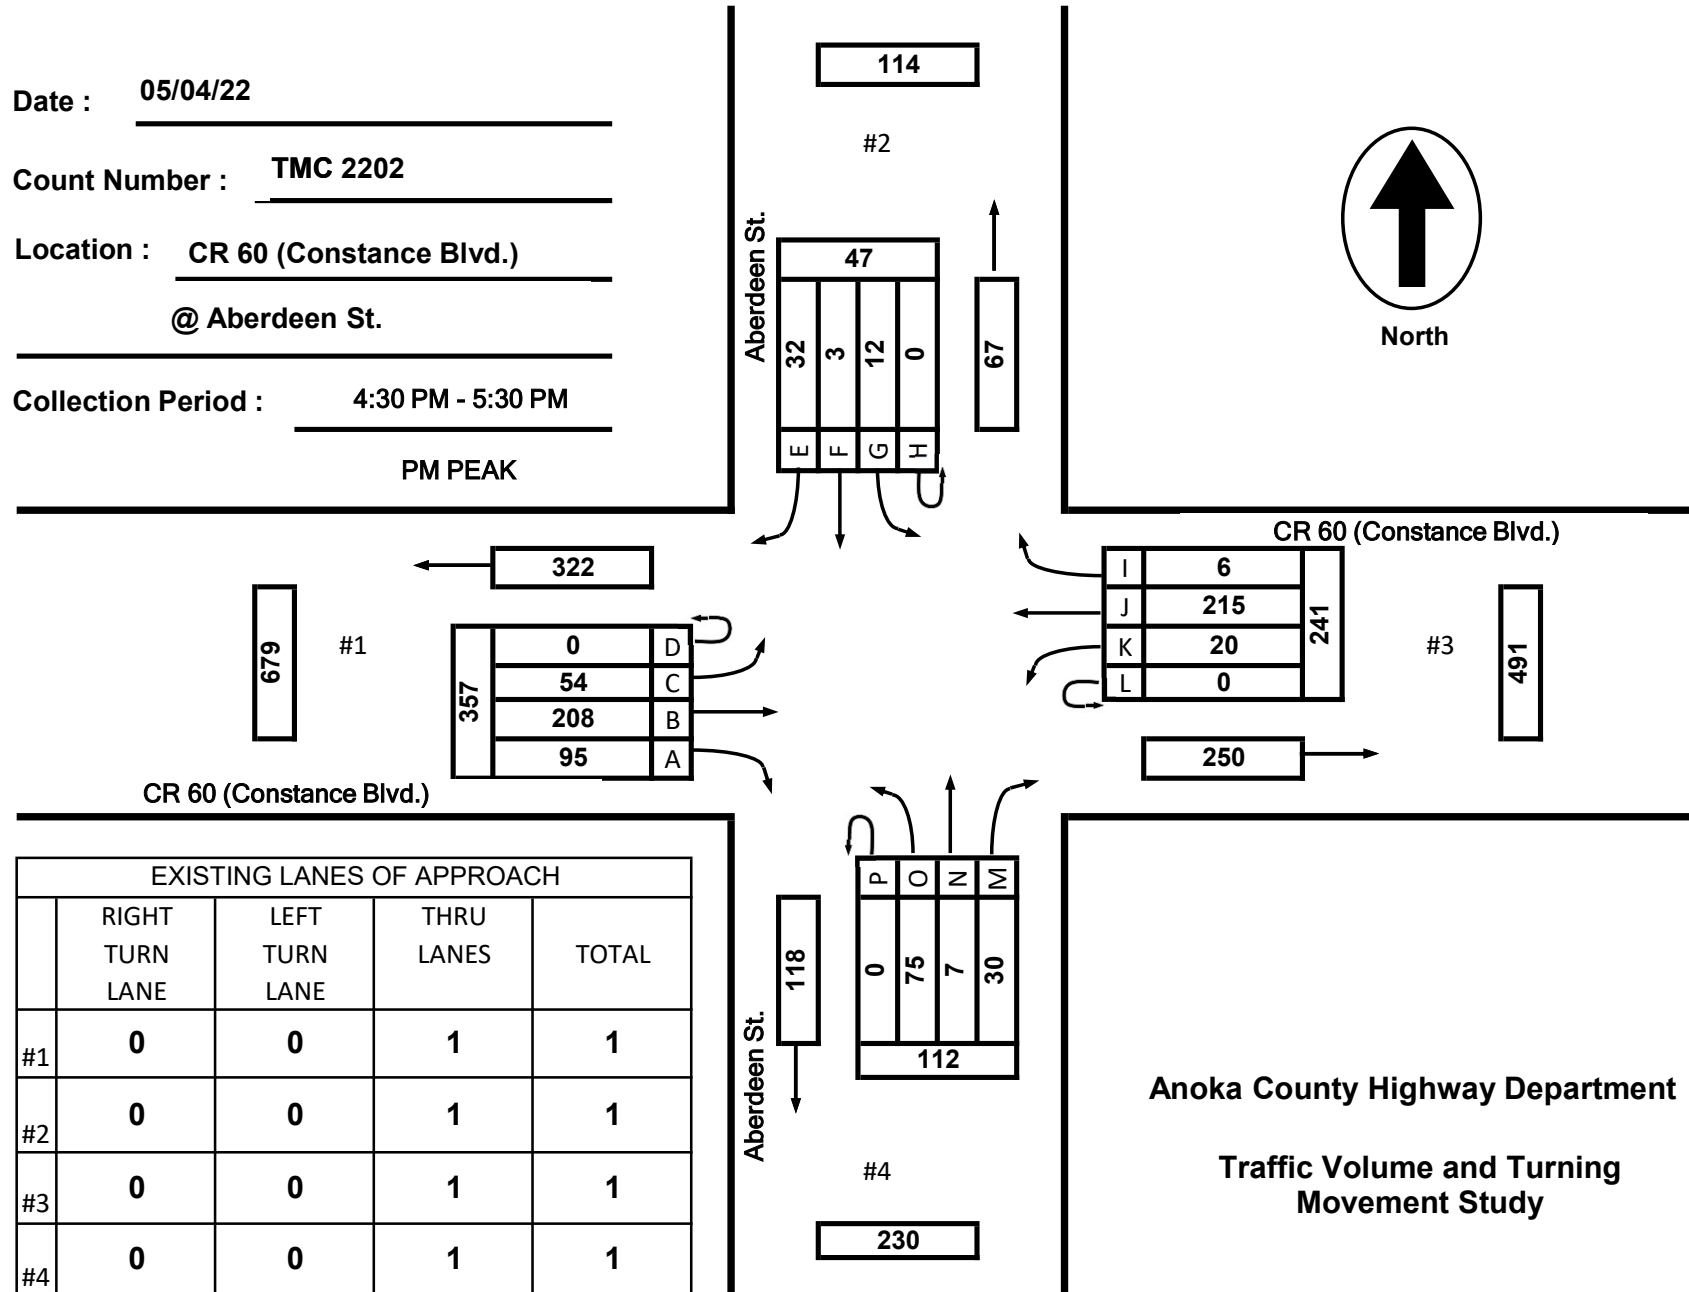 Date : 05/04/22
Count Number : TMC 2202
Location : CR 60 (Constance Blvd.)
@ Aberdeen St.
Collection Period : 4:30 PM - 5:30 PM
PM PEAK
114
#2
Aberdeen St.
47
32 3 12 0
E F G H
67
North
CR 60 (Constance Blvd.)
322
679
#1
357
0 D
54 C
208 B
95 A
CR 60 (Constance Blvd.)
I 6
J 215
K 20
L 0
241
#3
491
250
P O N M
0 75 7 30
112
118
Aberdeen St.
#4
230
EXISTING LANES OF APPROACH
RIGHT TURN LANE
LEFT TURN LANE
THRU LANES
TOTAL
#1 0 0 1 1
#2 0 0 1 1
#3 0 0 1 1
#4 0 0 1 1
Anoka County Highway Department
Traffic Volume and Turning
Movement Study